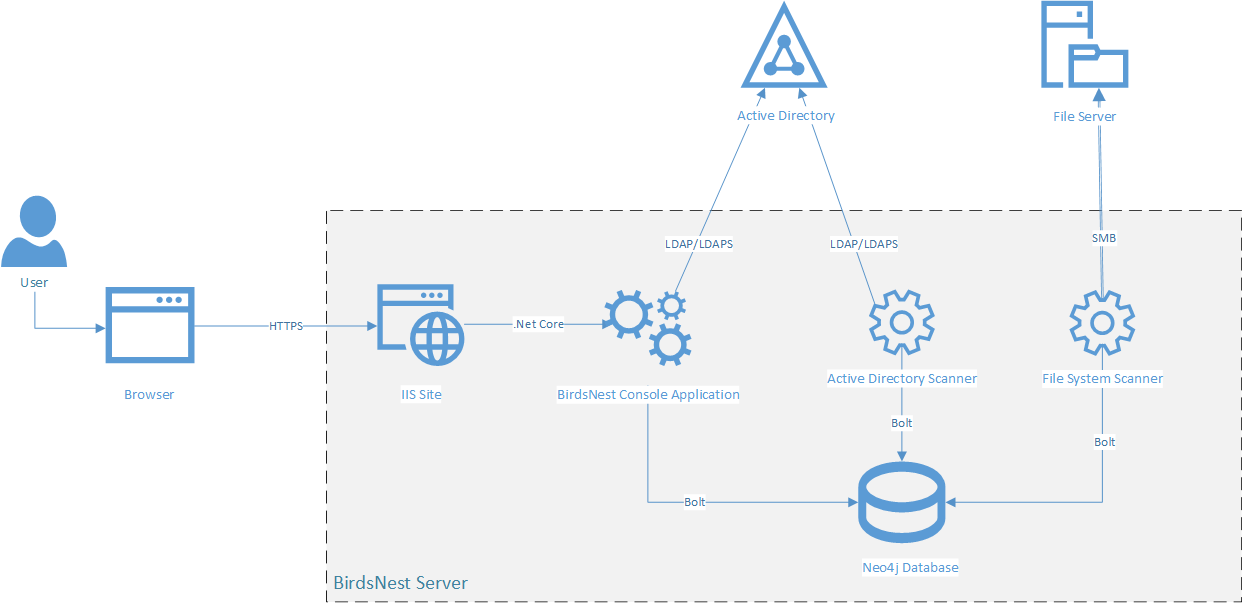 Active Directory
File Server
LDAP/LDAPS
LDAP/LDAPS
SMB
User
HTTPS
.Net Core
Browser
IIS Site
BirdsNest Console Application
Active Directory Scanner
File System Scanner
Bolt
Bolt
Bolt
Neo4j Database
BirdsNest Server